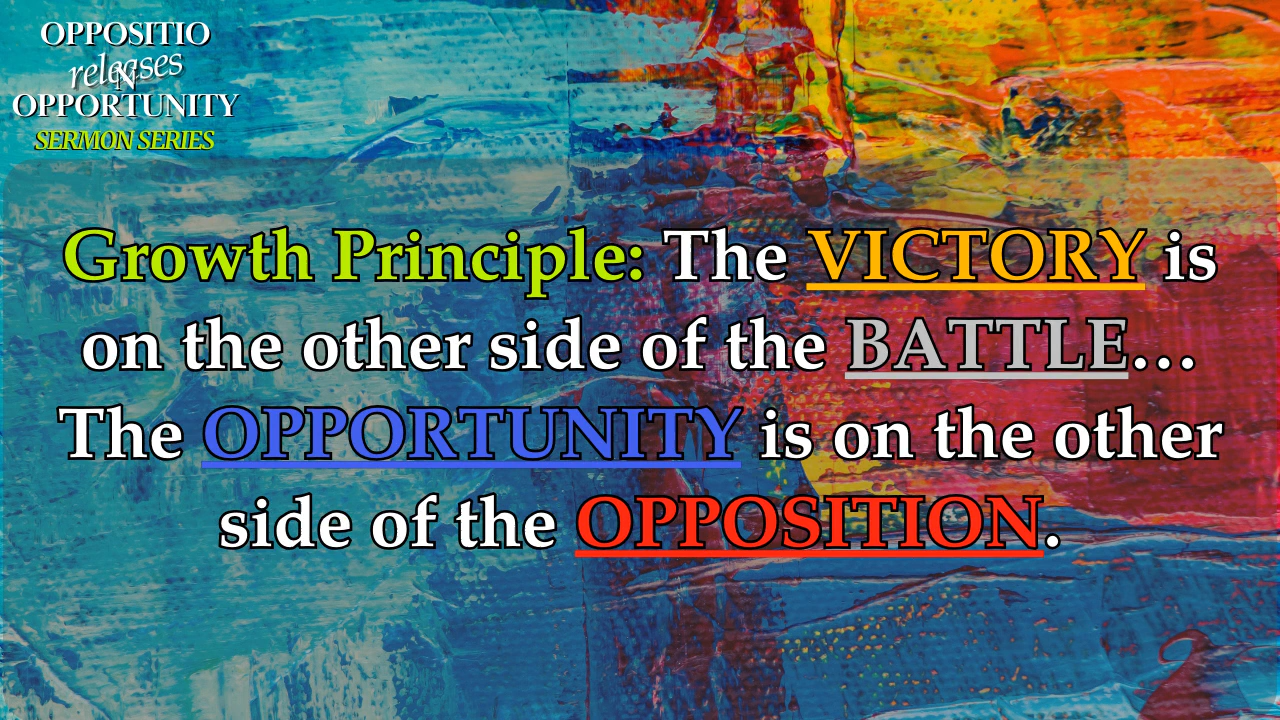 OPPOSITIO
releases
N
OPPORTUNITY
SERMON SERIES
Growth Principle: The VICTORY is
on the other side of the BATTLE...
The OPPORTUNITY is on the other
side of the OPPOSITION.